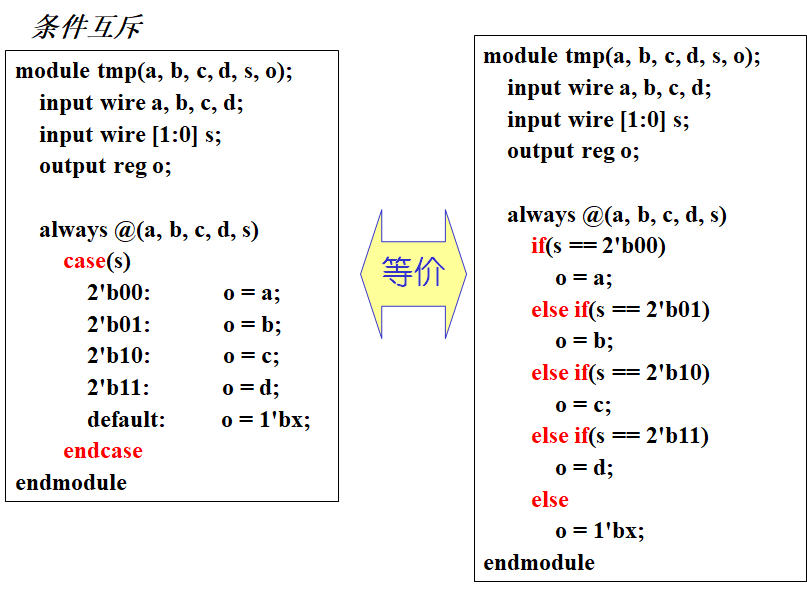 条件互斥
module tmp(a, b, c, d, s, o);
input wire a, b, c, d;
input wire [1:0] s;
output reg o;
always @(a, b, c, d, s)
case(s)
2'b00: o = a;
2'b01: o = b;
2'b10: o = c;
2'b11: o = d;
default: o = 1'bx;
endcase
endmodule
等价
module tmp(a, b, c, d, s, o);
input wire a, b, c, d;
input wire [1:0] s;
output reg o;
always @(a, b, c, d, s)
if(s == 2'b00)
o = a;
else if(s == 2'b01)
o = b;
else if(s == 2'b10)
o = c;
else if(s == 2'b11)
o = d;
else
o = 1'bx;
endmodule